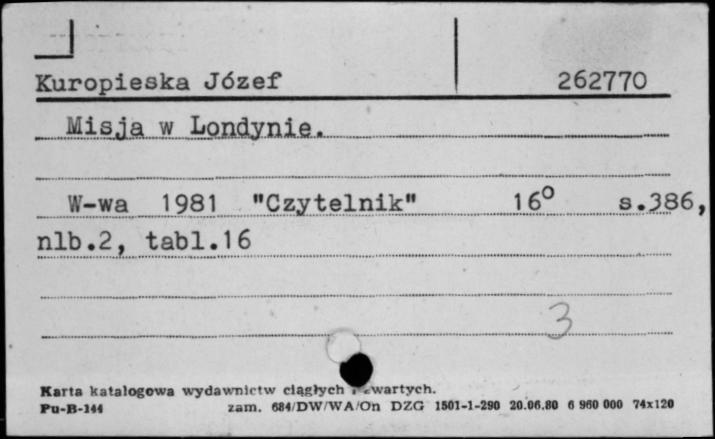 Kuropieska Józef 262770
Misja w Londynie.
W-wa 1981 "Czytelnik" 16° s.386,
nlb.2, tabl.16
3
Karta katalogowa wydawnictw ciągłych i zwartych.
Pu-B-144 zam. 684/DW/WA/On DZG 1501-1-290 20.06.80 6 960 000 74x120